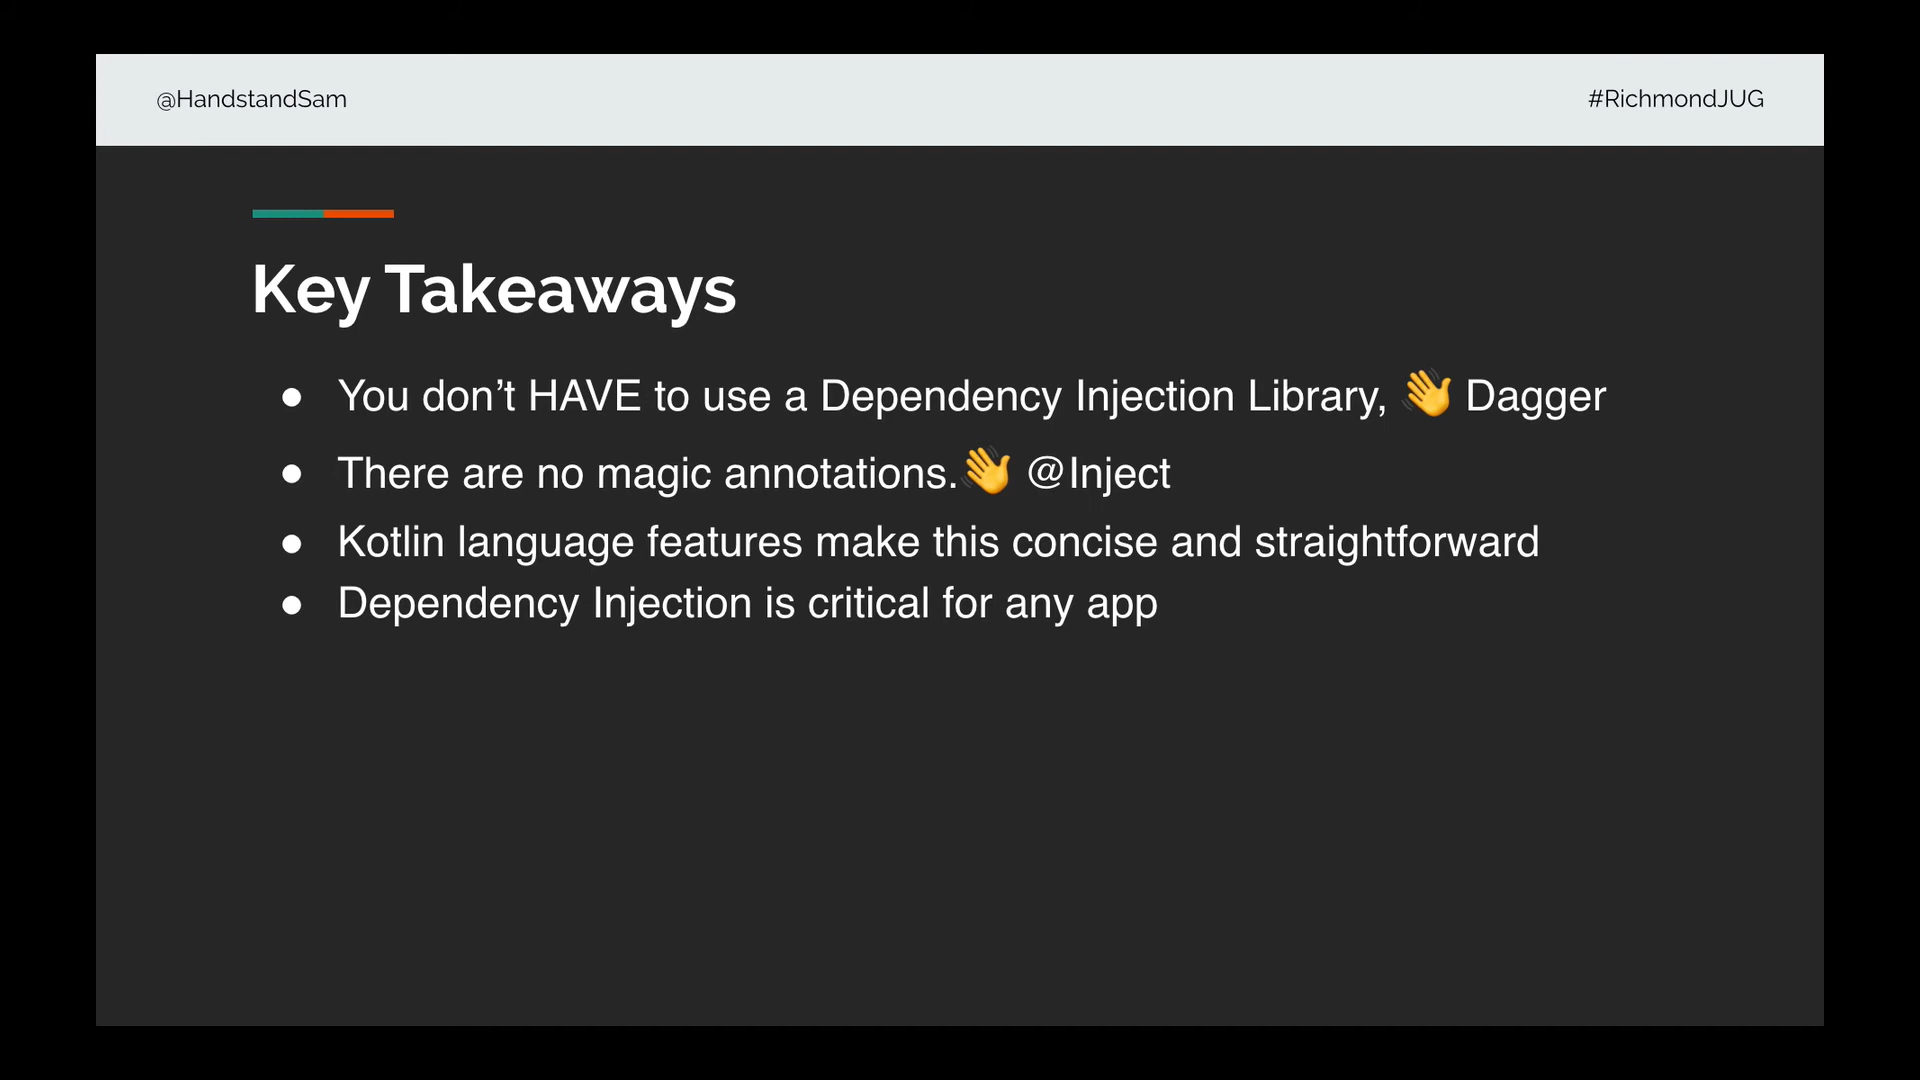 @HandstandSam
#RichmondJUG
Key Takeaways
● You don’t HAVE to use a Dependency Injection Library, 👋 Dagger
● There are no magic annotations.👋 @Inject
● Kotlin language features make this concise and straightforward
● Dependency Injection is critical for any app